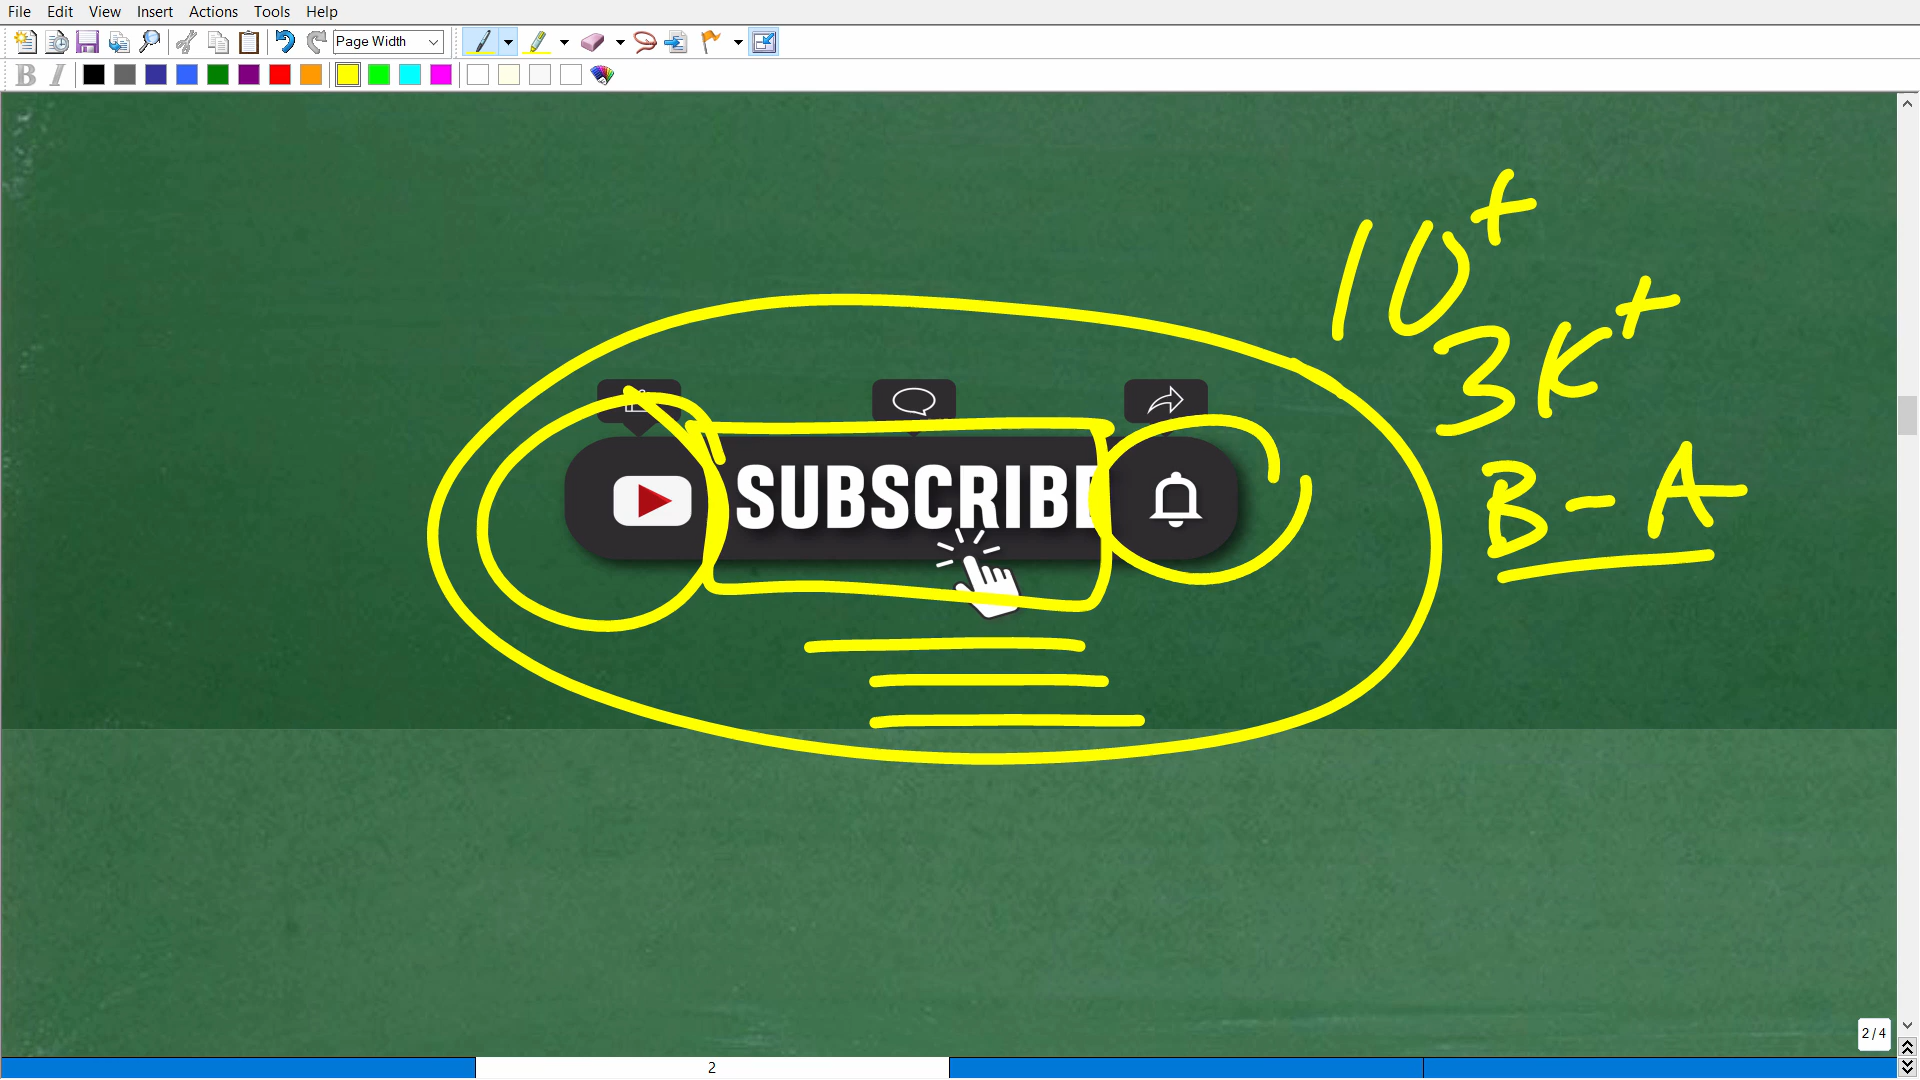 File Edit View Insert Actions Tools Help
Page Width
B I
10+
3K+
SUBSCRIBE
B-A
2 / 4
2